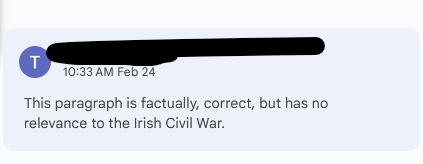 T
10:33 AM Feb 24
This paragraph is factually, correct, but has no
relevance to the Irish Civil War.